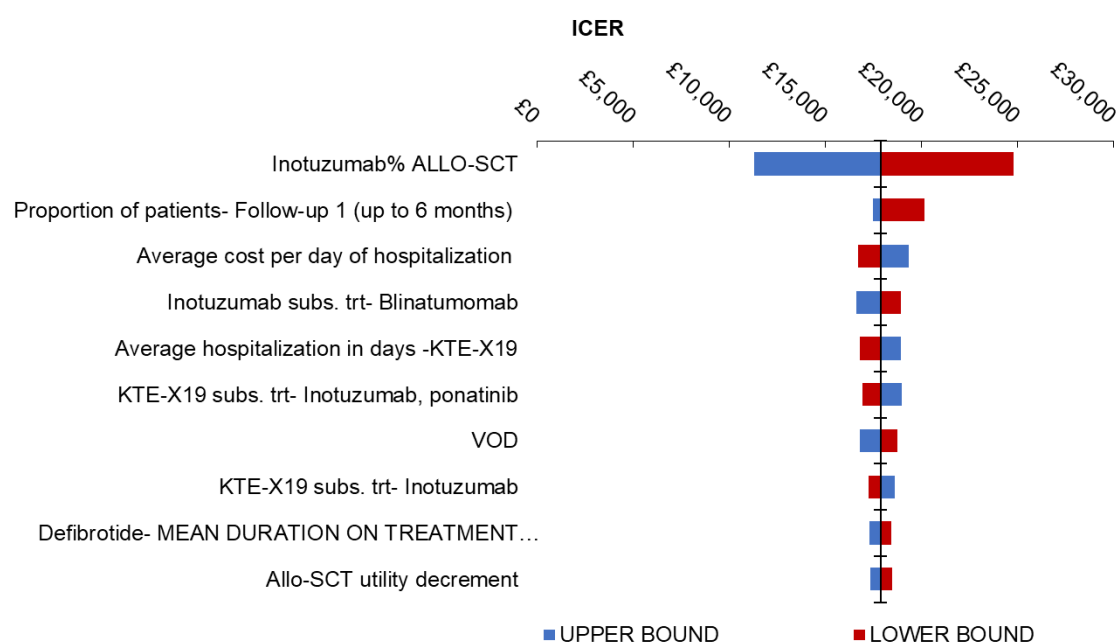 ICER
£0
£5,000
£10,000
£15,000
£20,000
£25,000
£30,000
Inotuzumab% ALLO-SCT
Proportion of patients- Follow-up 1 (up to 6 months)
Average cost per day of hospitalization
Inotuzumab subs. trt- Blinatumomab
Average hospitalization in days -KTE-X19
KTE-X19 subs. trt- Inotuzumab, ponatinib
VOD
KTE-X19 subs. trt- Inotuzumab
Defibrotide- MEAN DURATION ON TREATMENT…
Allo-SCT utility decrement
UPPER BOUND
LOWER BOUND